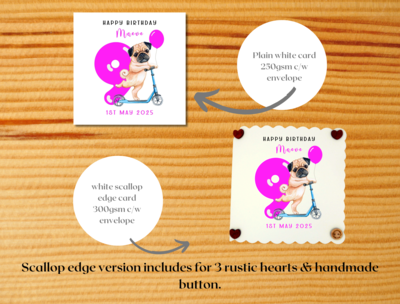 HAPPY BIRTHDAY
Maeve
1ST MAY 2025
Plain white card
250gsm c/w
envelope
HAPPY BIRTHDAY
Maeve
1ST MAY 2025
white scallop
edge card
300gsm c/w
envelope
Scallop edge version includes for 3 rustic hearts & handmade
button.